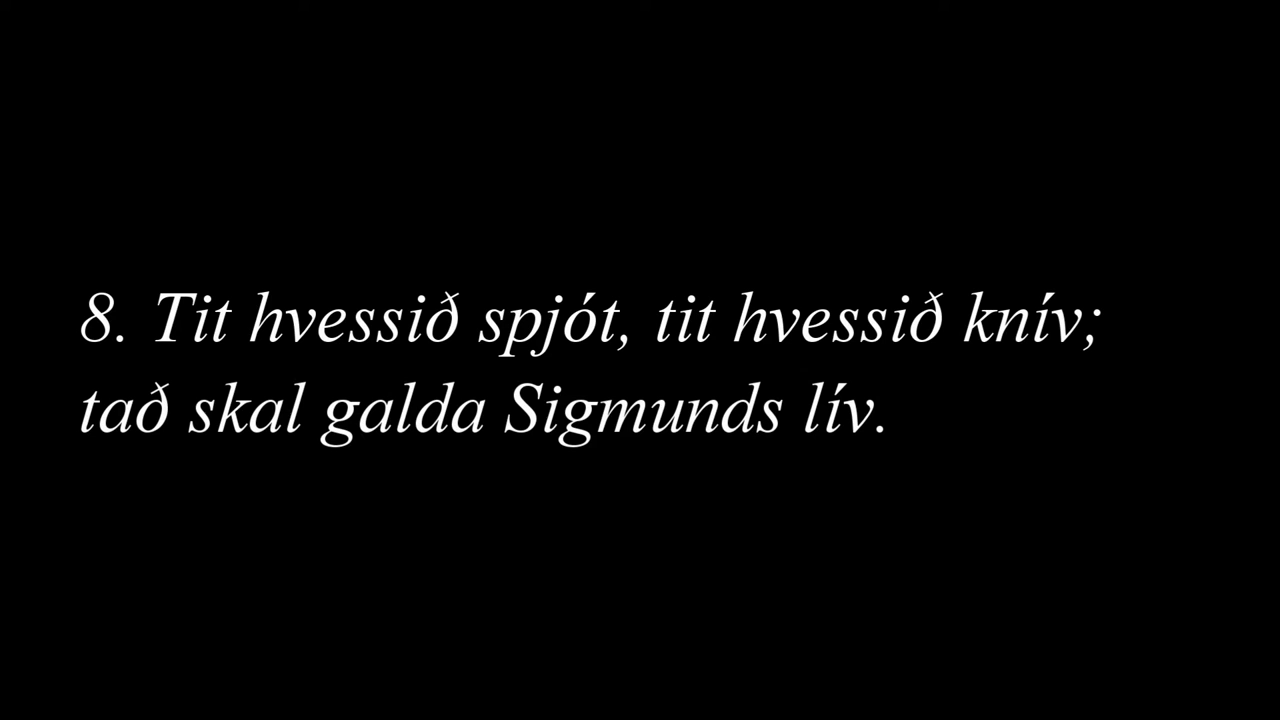 8. Tit hvessið spjót, tit hvessið knív;
tað skal galda Sigmunds lív.